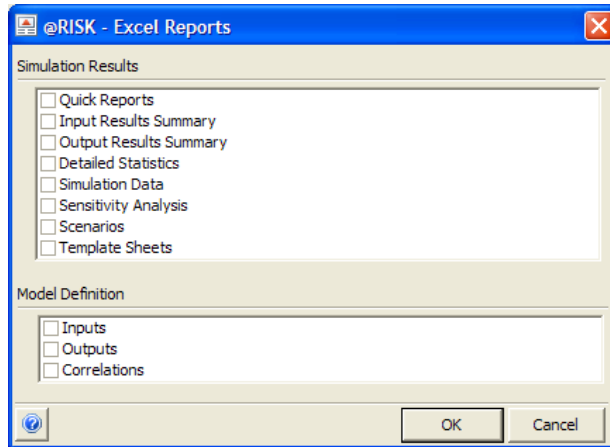 @RISK - Excel Reports
Simulation Results
Quick Reports
Input Results Summary
Output Results Summary
Detailed Statistics
Simulation Data
Sensitivity Analysis
Scenarios
Template Sheets
Model Definition
Inputs
Outputs
Correlations
? OK Cancel